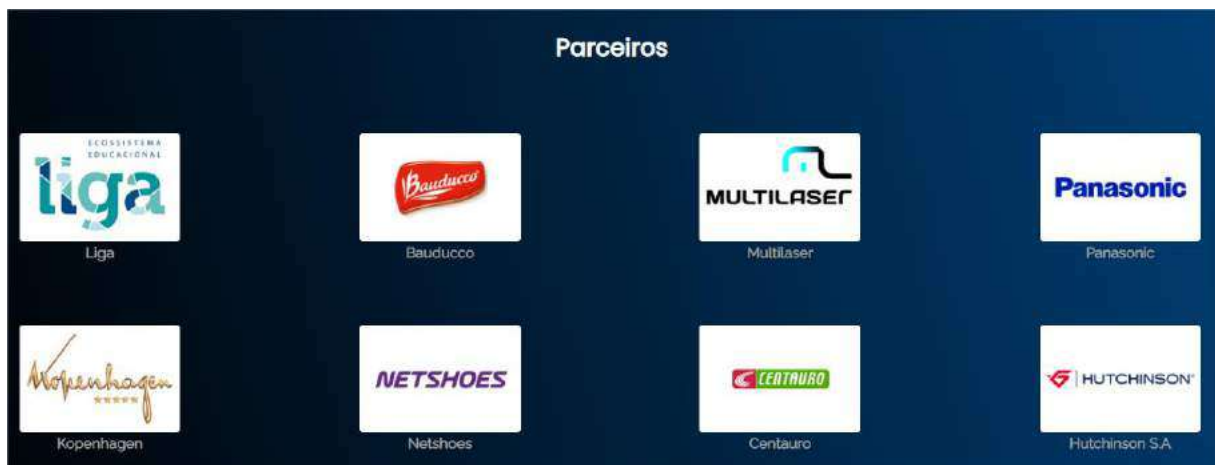 Parceiros
ECOSSISTEMA
EDUCACIONAL
liga
Bauducco
MULTILASER
Panasonic
Liga
Bauducco
Multilaser
Panasonic
Kopenhagen
NETSHOES
CENTAURO
HUTCHINSON®
Kopenhagen
Netshoes
Centauro
Hutchinson S.A